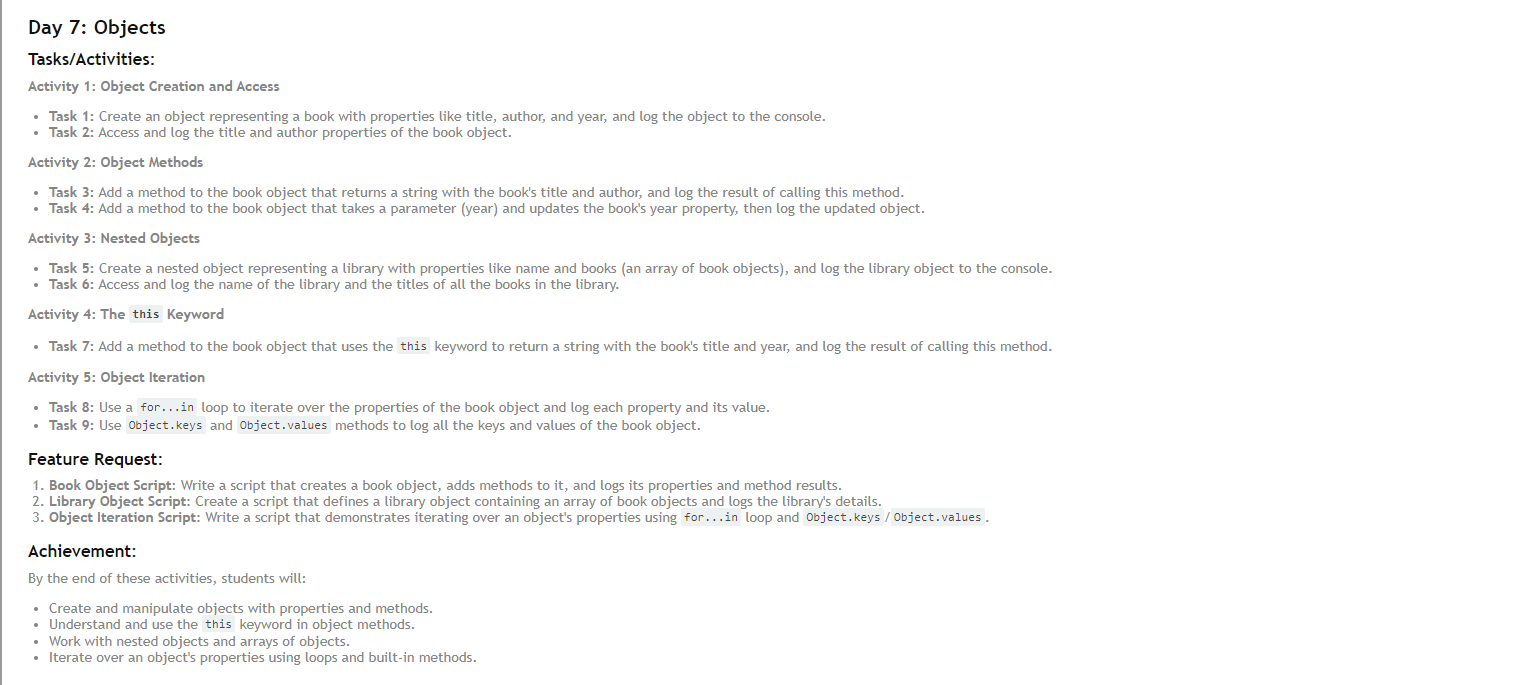 Day 7: Objects
Tasks/Activities:
Activity 1: Object Creation and Access
• Task 1: Create an object representing a book with properties like title, author, and year, and log the object to the console.
• Task 2: Access and log the title and author properties of the book object.
Activity 2: Object Methods
• Task 3: Add a method to the book object that returns a string with the book's title and author, and log the result of calling this method.
• Task 4: Add a method to the book object that takes a parameter (year) and updates the book's year property, then log the updated object.
Activity 3: Nested Objects
• Task 5: Create a nested object representing a library with properties like name and books (an array of book objects), and log the library object to the console.
• Task 6: Access and log the name of the library and the titles of all the books in the library.
Activity 4: The this Keyword
• Task 7: Add a method to the book object that uses the this keyword to return a string with the book's title and year, and log the result of calling this method.
Activity 5: Object Iteration
• Task 8: Use a for...in loop to iterate over the properties of the book object and log each property and its value.
• Task 9: Use Object.keys and Object.values methods to log all the keys and values of the book object.
Feature Request:
1. Book Object Script: Write a script that creates a book object, adds methods to it, and logs its properties and method results.
2. Library Object Script: Create a script that defines a library object containing an array of book objects and logs the library's details.
3. Object Iteration Script: Write a script that demonstrates iterating over an object's properties using for...in loop and Object.keys/Object.values.
Achievement:
By the end of these activities, students will:
• Create and manipulate objects with properties and methods.
• Understand and use the this keyword in object methods.
• Work with nested objects and arrays of objects.
• Iterate over an object's properties using loops and built-in methods.